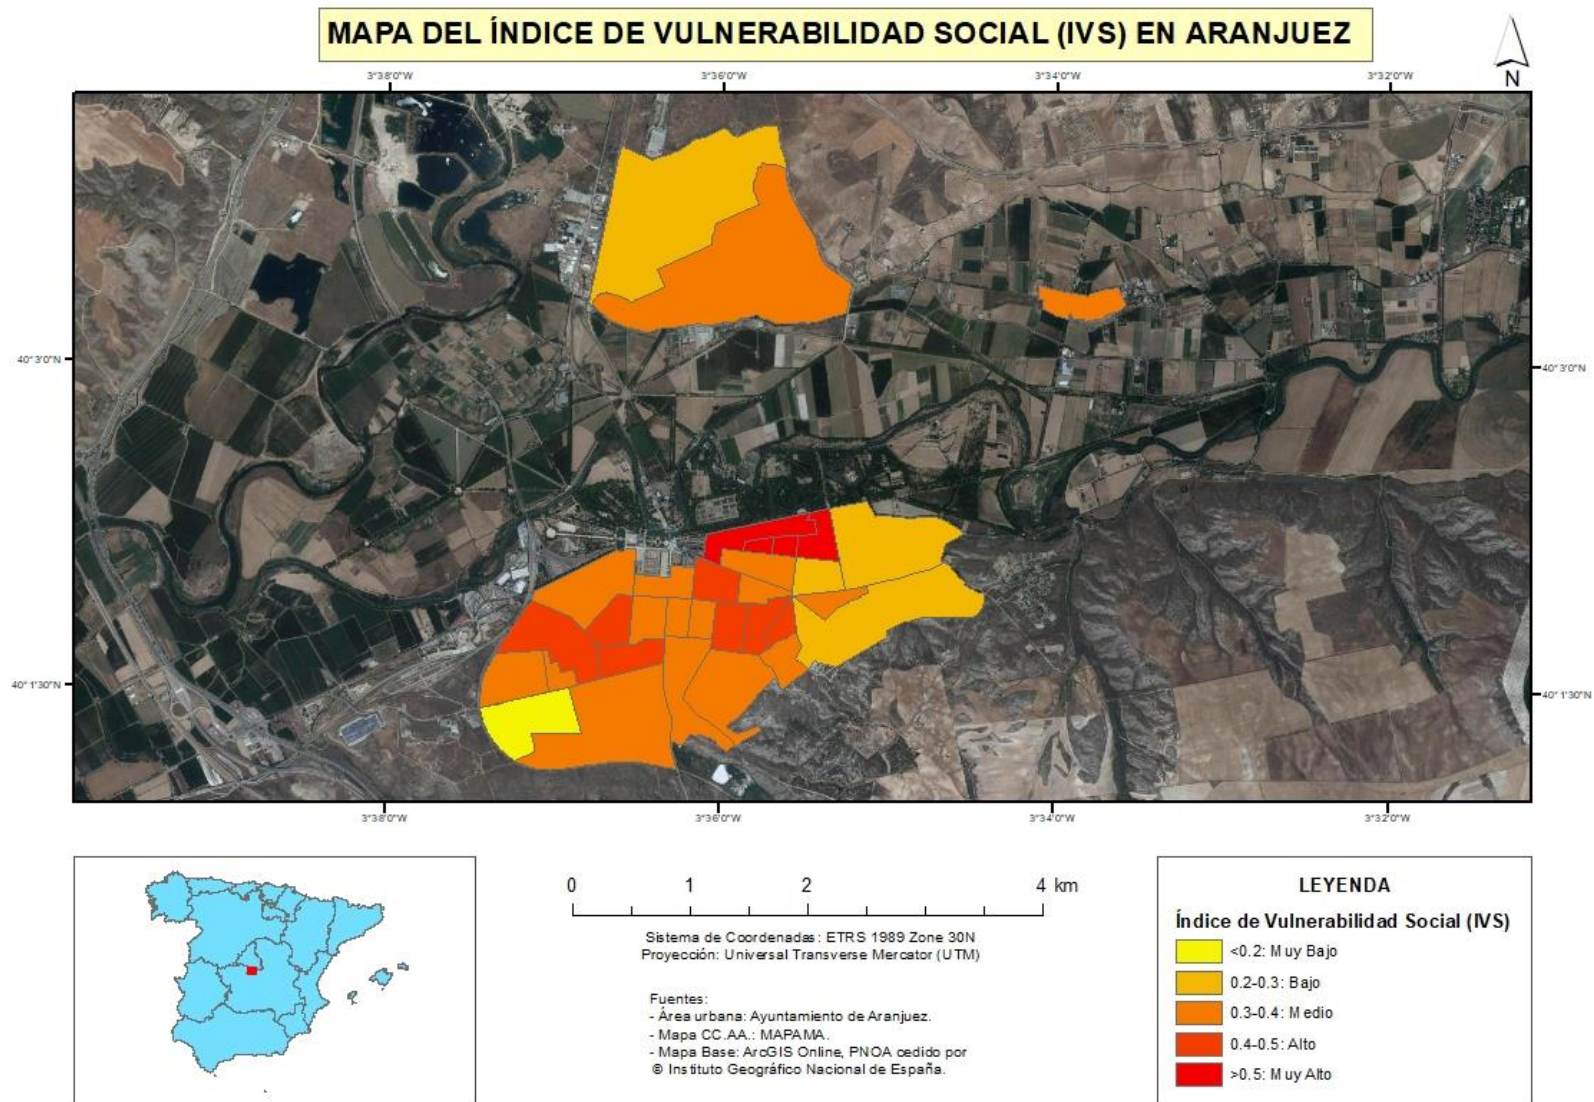 MAPA DEL ÍNDICE DE VULNERABILIDAD SOCIAL (IVS) EN ARANJUEZ
N
3°38'0"W 3°36'0"W 3°34'0"W 3°32'0"W
40°3'0"N 40°3'0"N
40°1'30"N 40°1'30"N
3°38'0"W 3°36'0"W 3°34'0"W 3°32'0"W
0 1 2 4 km
Sistema de Coordenadas: ETRS 1989 Zone 30N
Proyección: Universal Transverse Mercator (UTM)
Fuentes:
- Área urbana: Ayuntamiento de Aranjuez.
- Mapa CC.AA.: MAPAMA.
- Mapa Base: ArcGIS Online, PNOA cedido por
© Instituto Geográfico Nacional de España.
LEYENDA
Índice de Vulnerabilidad Social (IVS)
<0.2: Muy Bajo
0.2-0.3: Bajo
0.3-0.4: Medio
0.4-0.5: Alto
>0.5: Muy Alto